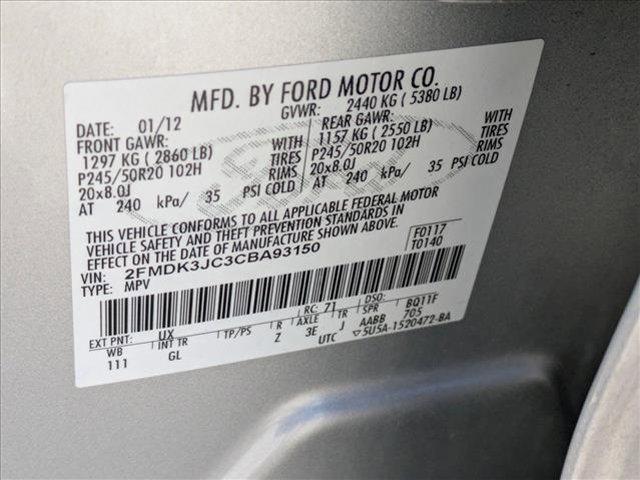 MFD. BY FORD MOTOR CO.
DATE: 01/12 GVWR: 2440 KG ( 5380 LB)
FRONT GAWR: REAR GAWR:
1297 KG ( 2860 LB) WITH 1157 KG ( 2550 LB) WITH
P245/50R20 102H TIRES P245/50R20 102H TIRES
20x8.0J RIMS 20x8.0J RIMS
AT 240 kPa/ 35 PSI COLD AT 240 kPa/ 35 PSI COLD
THIS VEHICLE CONFORMS TO ALL APPLICABLE FEDERAL MOTOR
VEHICLE SAFETY AND THEFT PREVENTION STANDARDS IN
EFFECT ON THE DATE OF MANUFACTURE SHOWN ABOVE.
VIN: 2FMDK3JC3CBA93150 F0117
TYPE: MPV T0140
EXT PNT: UX RC: 71 DSO:
WB INT TR TP/PS R AXLE TR SPR BQ11F
111 GL Z 3E J AABB 705
UTC 5U5A-1520472-BA
Ford